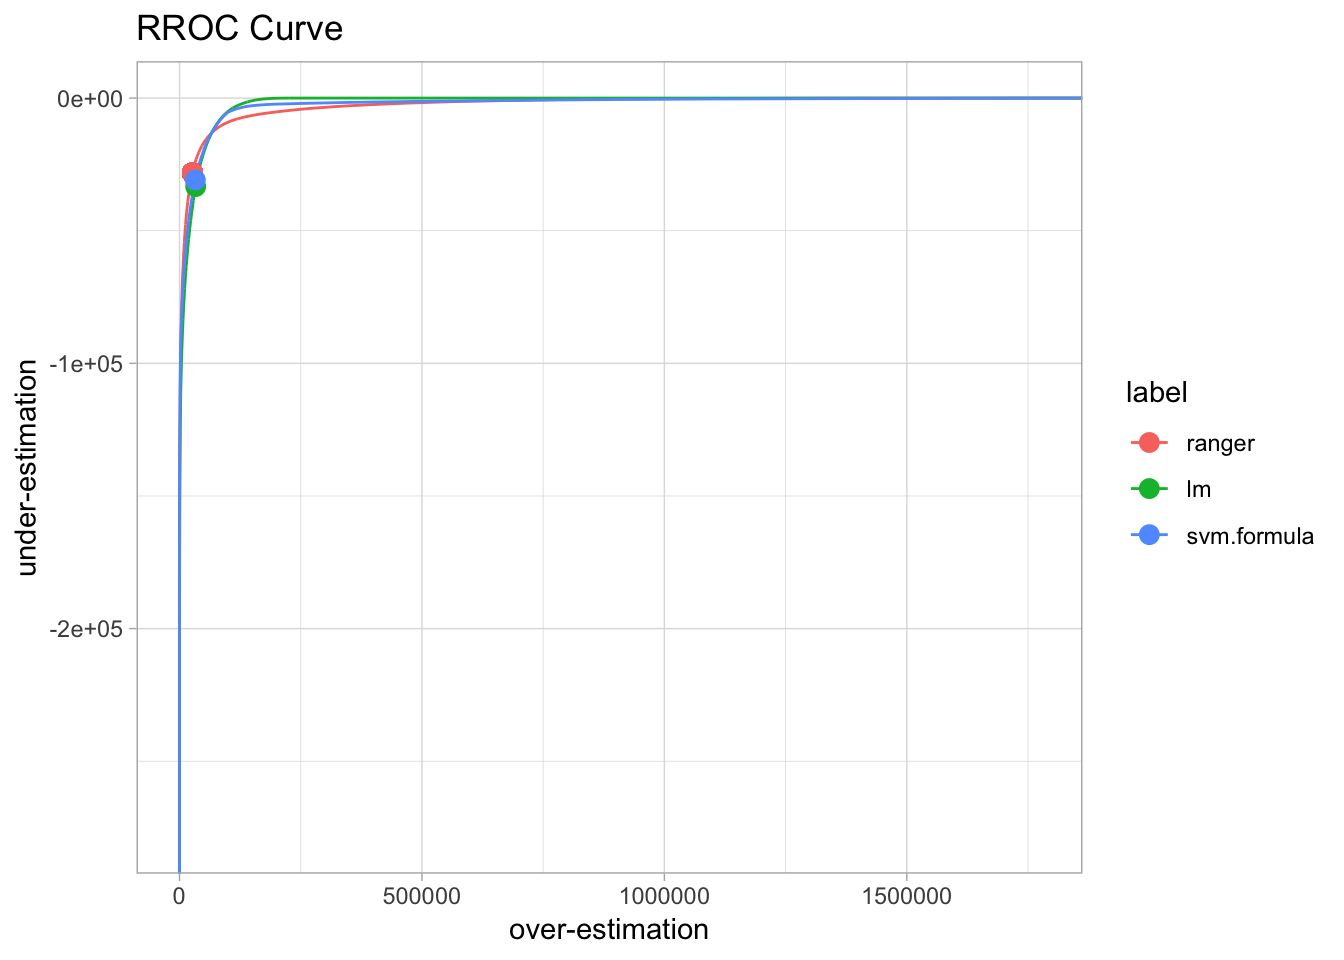 RROC Curve
0e+00
-1e+05
-2e+05
under-estimation
0
500000
1000000
1500000
over-estimation
label
ranger
lm
svm.formula